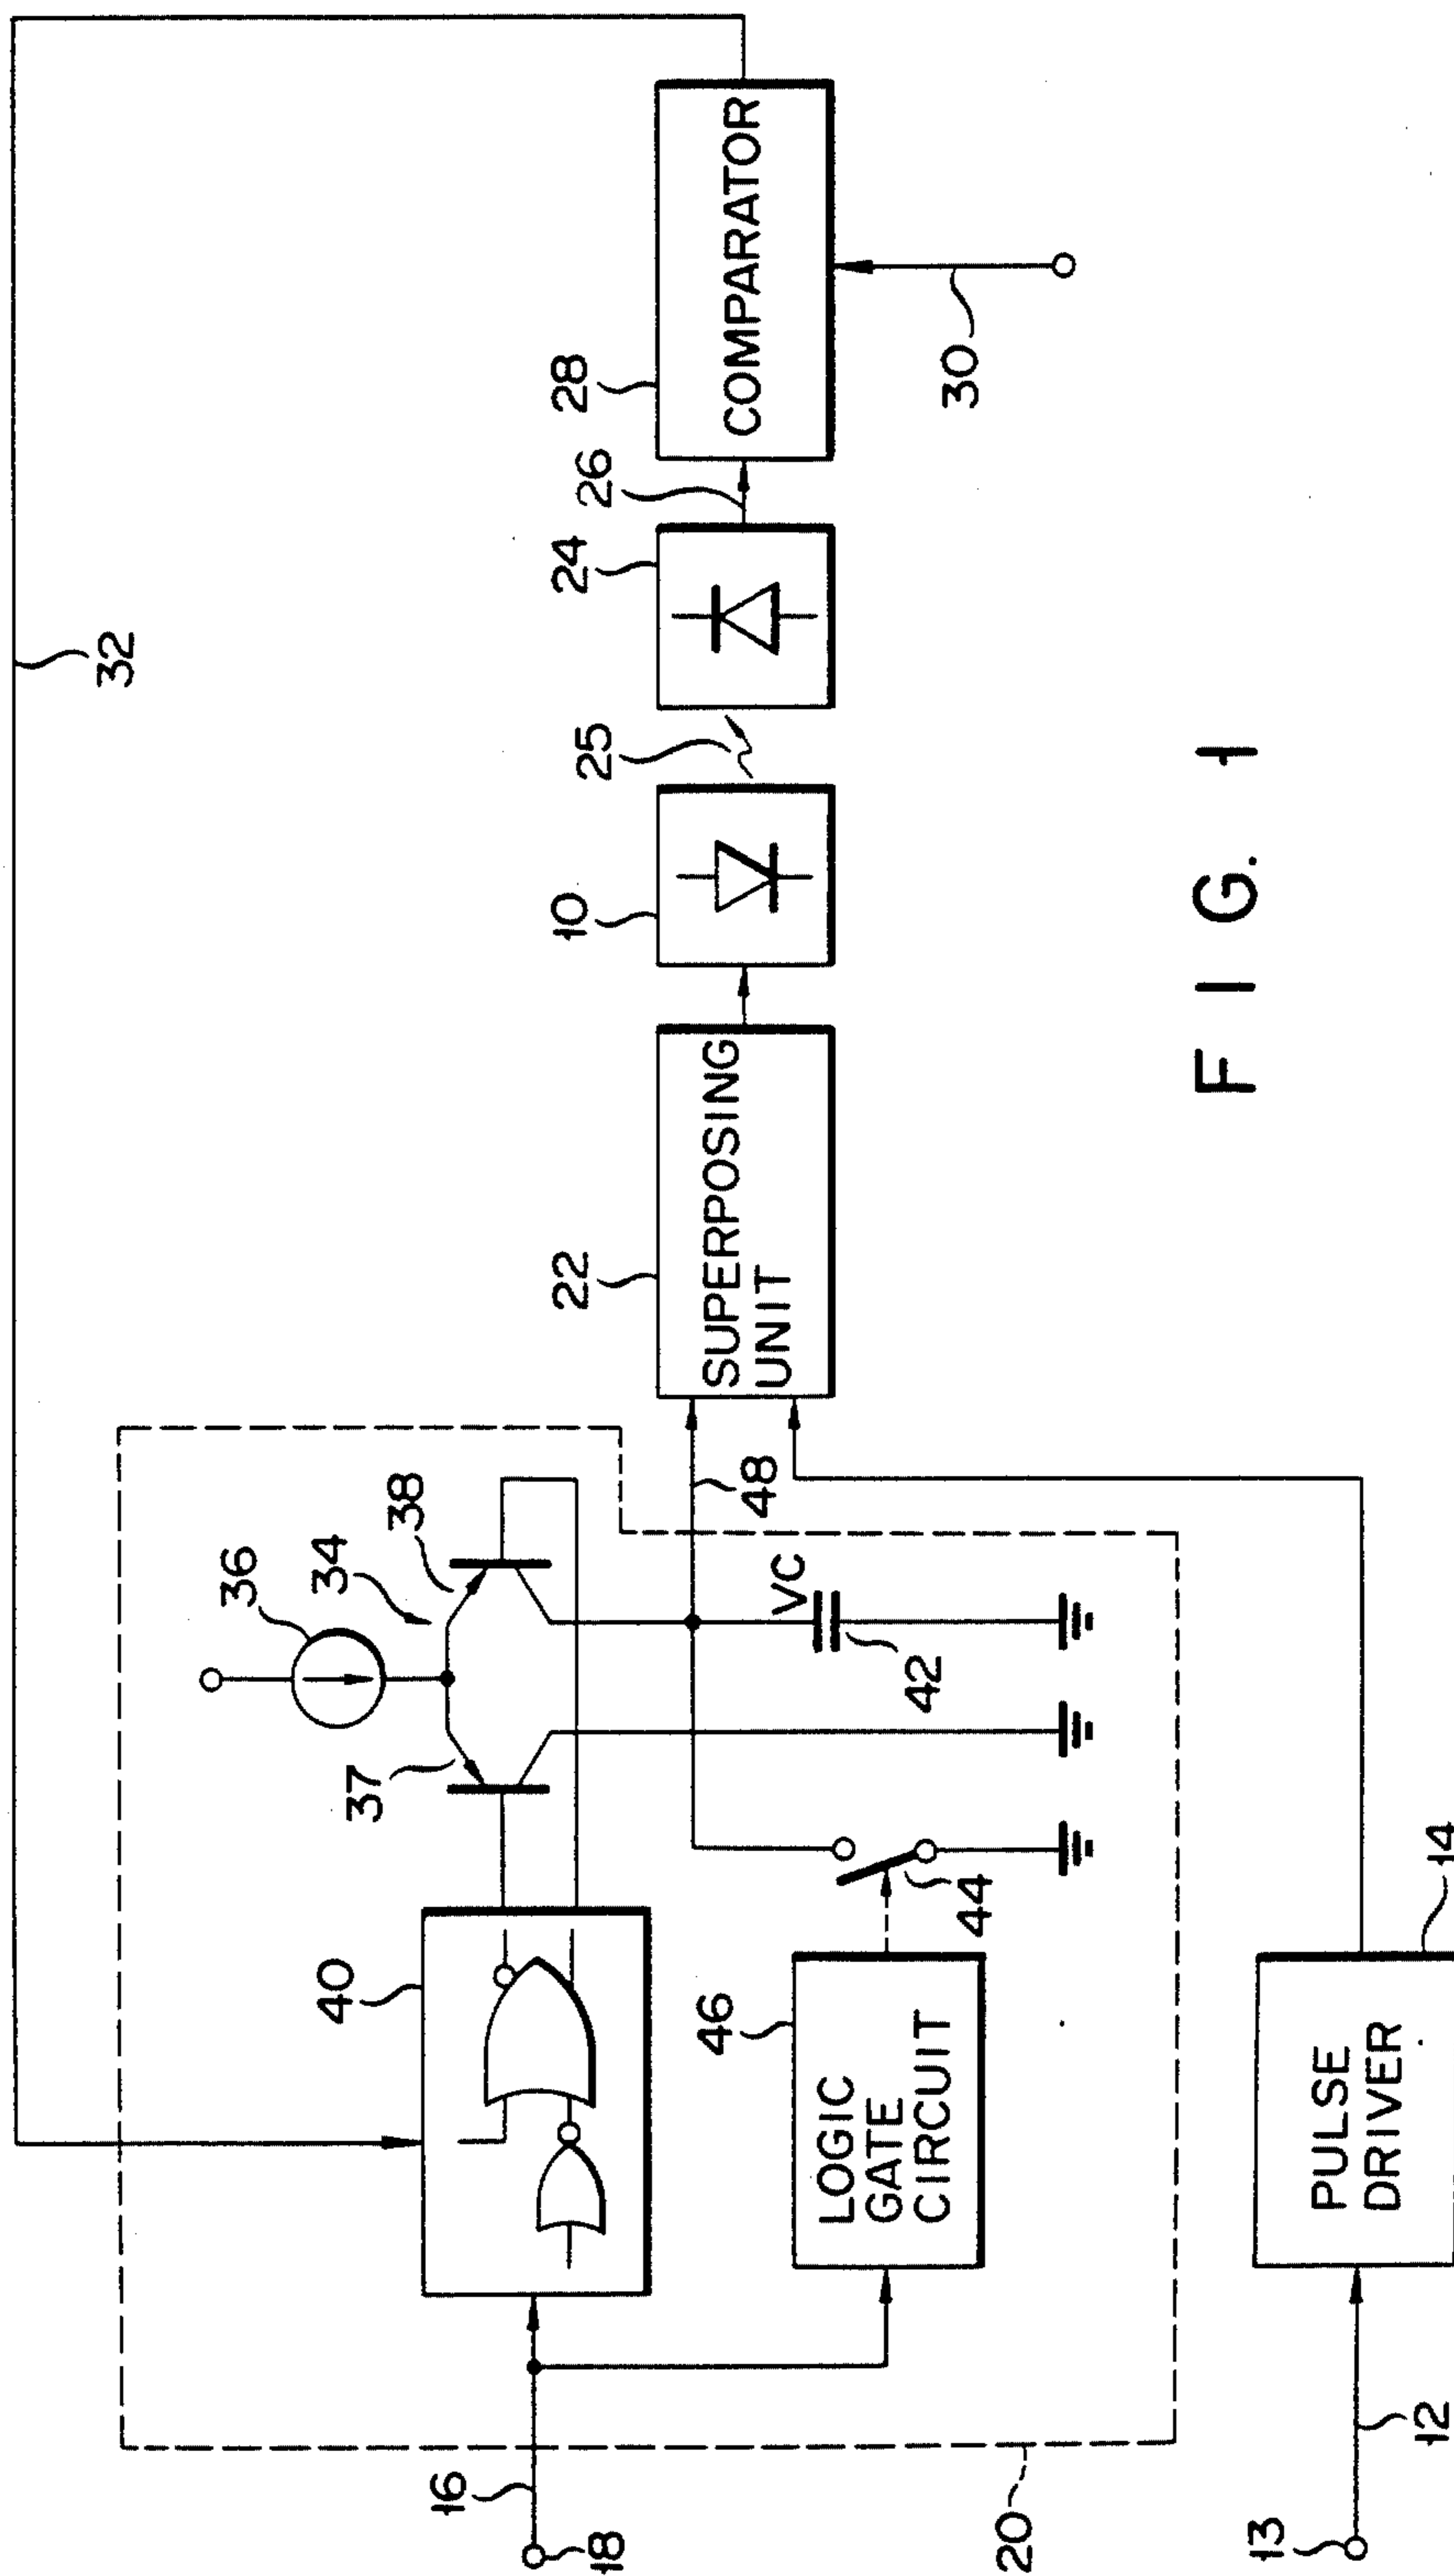 32
36
34
38
37
40
16
18
46
LOGIC
GATE
CIRCUIT
44
42
VC
48
20
22
SUPERPOSING
UNIT
10
25
24
26
28
COMPARATOR
30
13
12
PULSE
DRIVER
14
FIG. 1